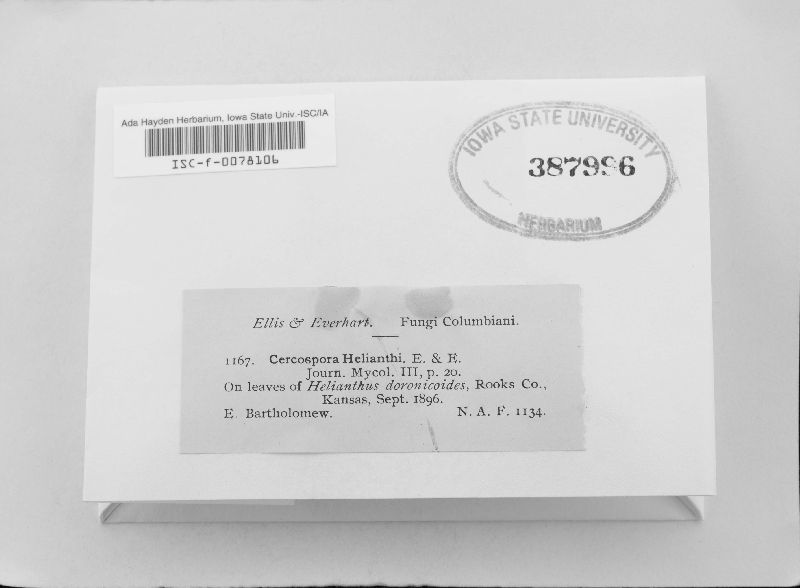 Ada Hayden Herbarium, Iowa State Univ.-ISC/IA
ISC-f-0078106
IOWA STATE UNIVERSITY
387996
HERBARIUM
Ellis & Everhart. Fungi Columbiani.
1167. Cercospora Helianthi, E. & E.
Journ. Mycol. III, p. 20.
On leaves of Helianthus doronicoides, Rooks Co.,
Kansas, Sept. 1896.
E. Bartholomew. N. A. F. 1134.